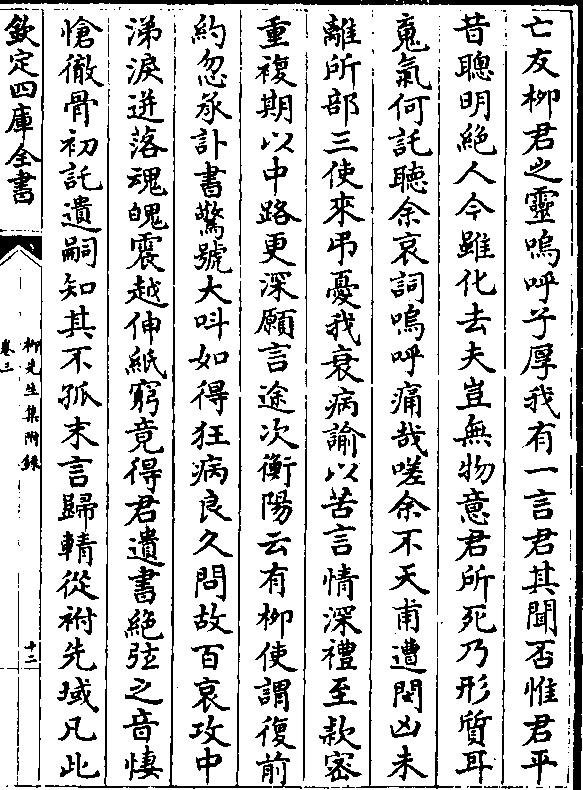 亡友柳君之靈嗚呼子厚我有一言君其聞否惟君平
昔聰明絶人今雖化去夫豈無物意君所死乃形質耳
䰟氣何託聽余哀詞嗚呼痛哉嗟余不天甫遭閔凶未
離所部三使來弔憂我衰病諭以苦言情深禮至款密
重複期以中路更深願言途次衡陽云有柳使謂復前
約忽承訃書驚號大呌如得狂病良久問故百哀攻中
涕淚迸落魂魄震越伸紙窮竟得君遺書絶弦之音悽
愴徹骨初託遺嗣知其不孤末言歸輤從祔先域凡此
欽定四庫全書
柳先生集附録
卷二
十二